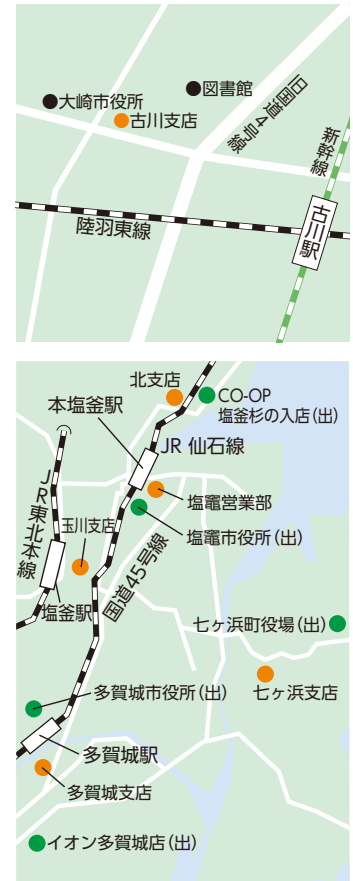 図書館
大崎市役所
古川支店
旧国道4号線
新幹線
古川駅
陸羽東線
北支店
CO-OP
塩釜杉の入店(出)
本塩釜駅
JR 仙石線
塩竈営業部
JR東北本線
玉川支店
塩竈市役所(出)
国道45号線
塩釜駅
七ヶ浜町役場(出)
多賀城市役所(出)
七ヶ浜支店
多賀城駅
多賀城支店
イオン多賀城店(出)